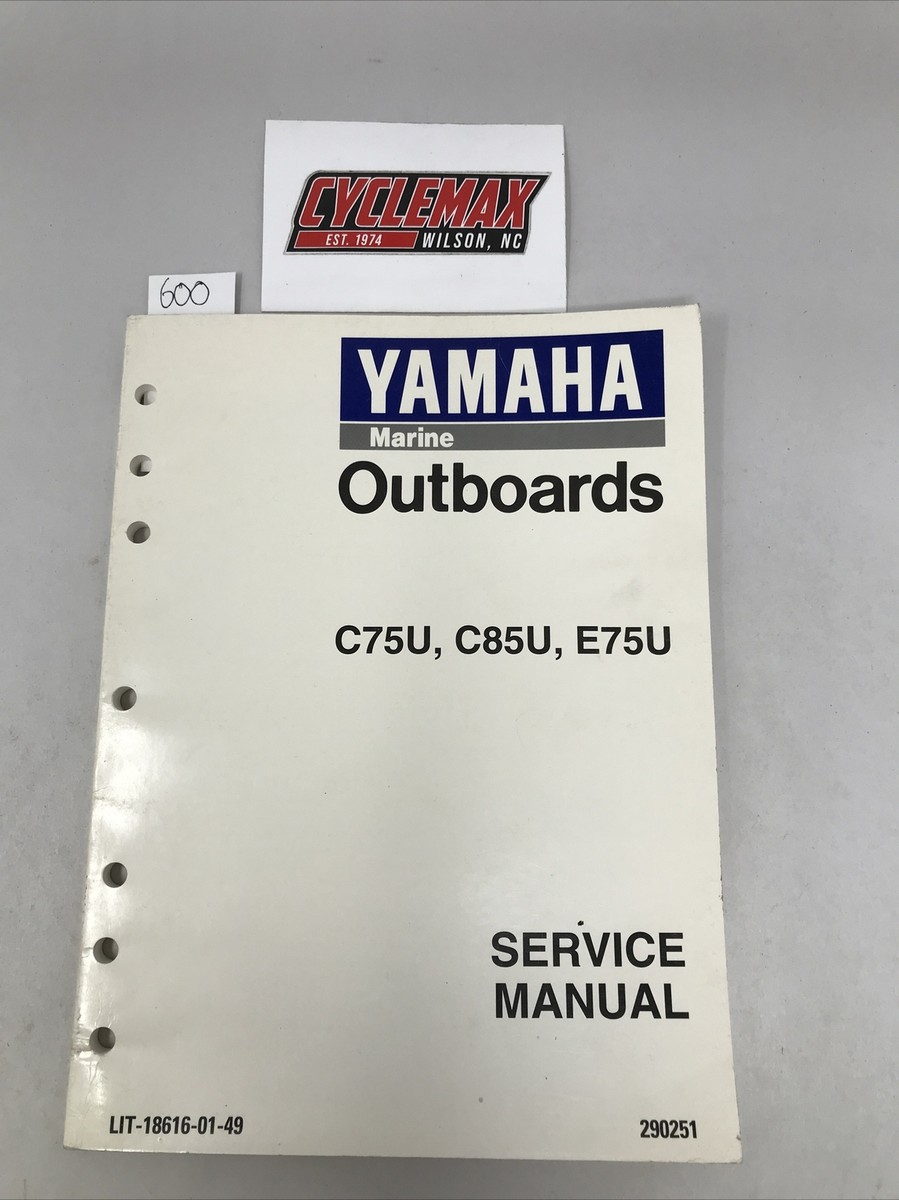 CYCLEMAX
EST. 1974 WILSON, NC
600
YAMAHA
Marine
Outboards
C75U, C85U, E75U
SERVICE
MANUAL
LIT-18616-01-49 290251